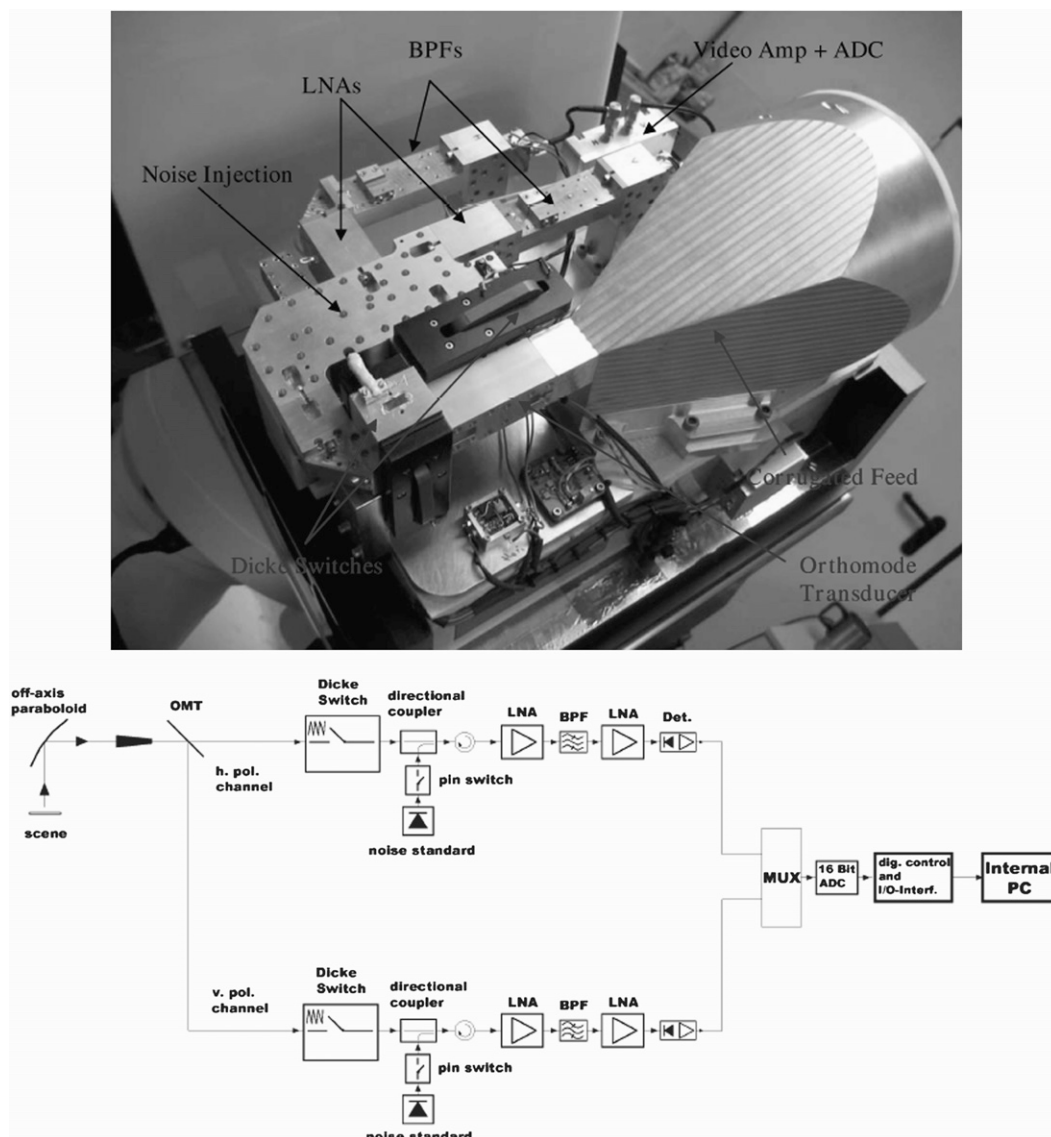 BPFs
Video Amp + ADC
LNAs
Noise Injection
Corrugated Feed
Dicke Switches
Orthomode
Transducer
off-axis
paraboloid
OMT
Dicke
Switch
directional
coupler
LNA
BPF
LNA
Det.
h. pol.
channel
pin switch
scene
noise standard
MUX
16 Bit
ADC
dig. control
and
I/O-Interf.
Internal
PC
v. pol.
channel
Dicke
Switch
directional
coupler
LNA
BPF
LNA
pin switch
noise standard